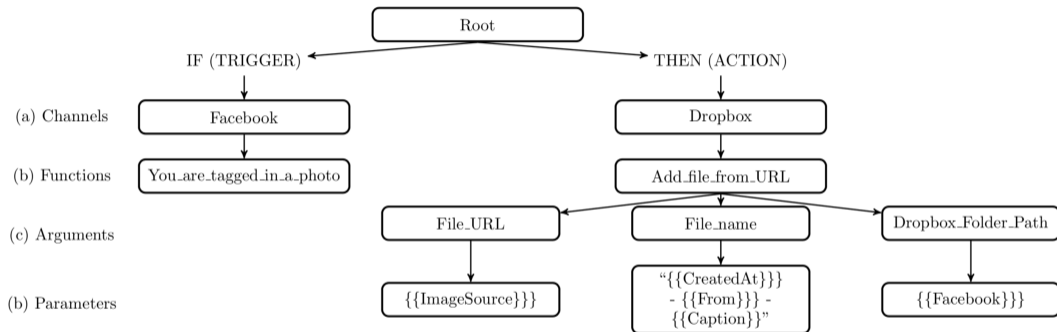 Root
IF (TRIGGER)
THEN (ACTION)
(a) Channels
Facebook
Dropbox
(b) Functions
You_are_tagged_in_a_photo
Add_file_from_URL
(c) Arguments
File_URL
File_name
Dropbox_Folder_Path
(b) Parameters
{{ImageSource}}}
“{{CreatedAt}}}
- {{From}}} -
{{Caption}}”
{{Facebook}}}